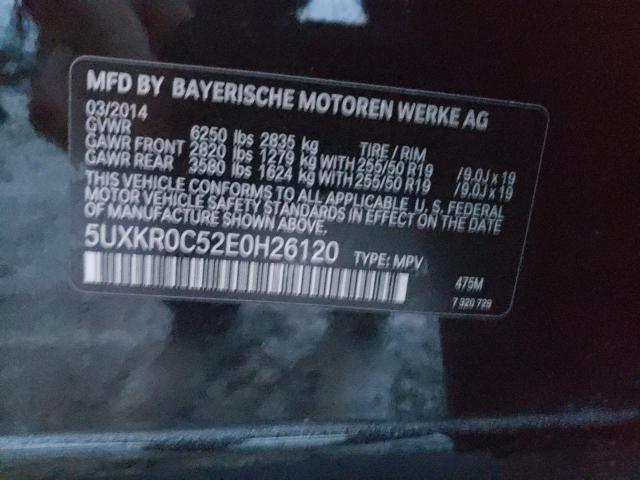 MFD BY BAYERISCHE MOTOREN WERKE AG
03/2014
GVWR 6250 lbs 2835 kg TIRE / RIM
GAWR FRONT 2820 lbs 1279 kg WITH 255/50 R19 /9.0J x 19
GAWR REAR 3560 lbs 1624 kg WITH 255/50 R19 /9.0J x 19
THIS VEHICLE CONFORMS TO ALL APPLICABLE U. S. FEDERAL
MOTOR VEHICLE SAFETY STANDARDS IN EFFECT ON THE DATE
OF MANUFACTURE SHOWN ABOVE.
5UXKR0C52E0H26120 TYPE: MPV
475M
7 320 729